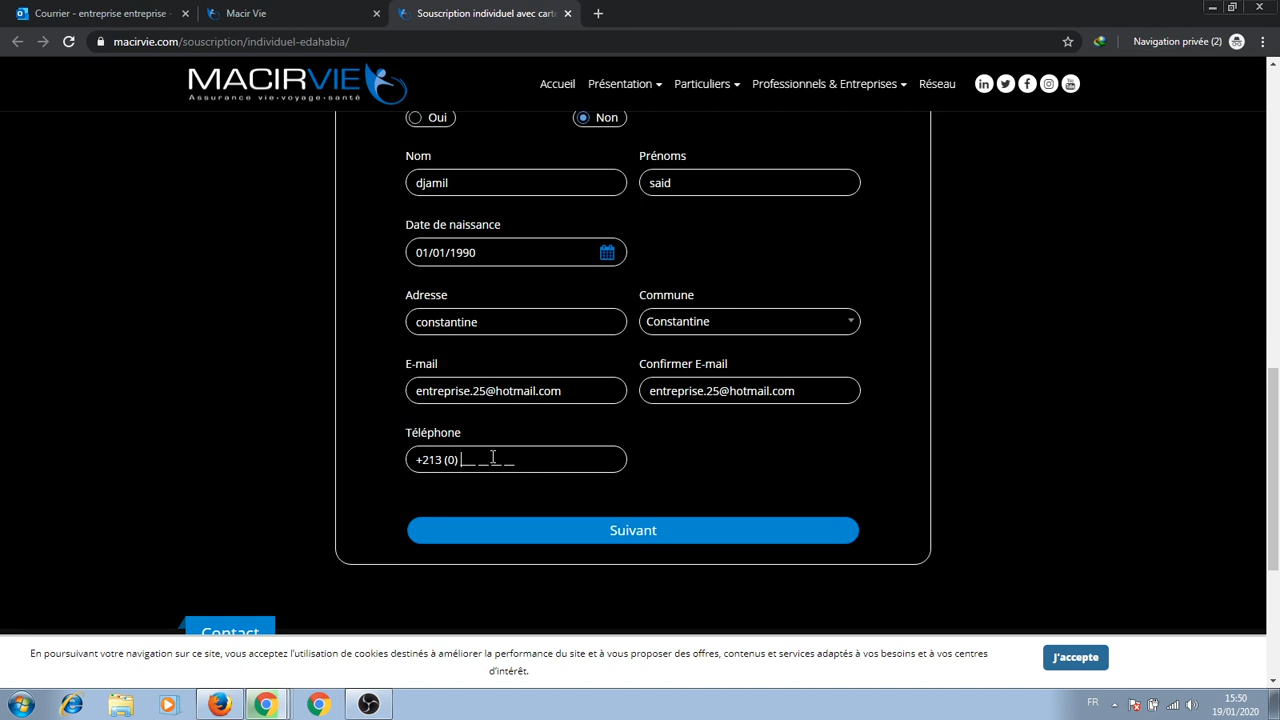 Courrier - entreprise entreprise -
Macir Vie
Souscription individuel avec carte
macirvie.com/souscription/individuel-edahabia/
Navigation privée (2)
MACIRVIE
Assurance vie•voyage•santé
Accueil
Présentation
Particuliers
Professionnels & Entreprises
Réseau
Oui
Non
Nom
Prénoms
djamil
said
Date de naissance
01/01/1990
Adresse
Commune
constantine
Constantine
E-mail
Confirmer E-mail
entreprise.25@hotmail.com
entreprise.25@hotmail.com
Téléphone
+213 (0) ___ __ __ __
Suivant
Contact
En poursuivant votre navigation sur ce site, vous acceptez l'utilisation de cookies destinés à améliorer la performance du site et à vous proposer des offres, contenus et services adaptés à vos besoins et à vos centres
d'intérêt.
J'accepte
FR
15:50
19/01/2020